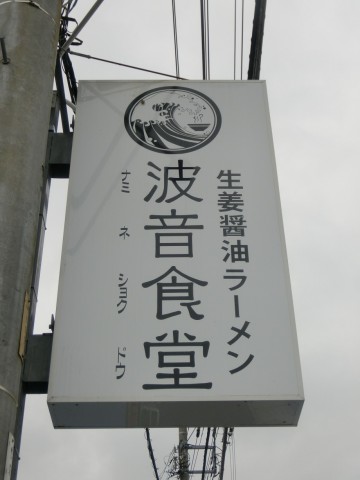 生姜醤油ラーメン
波音食堂
ナミネショクドウ